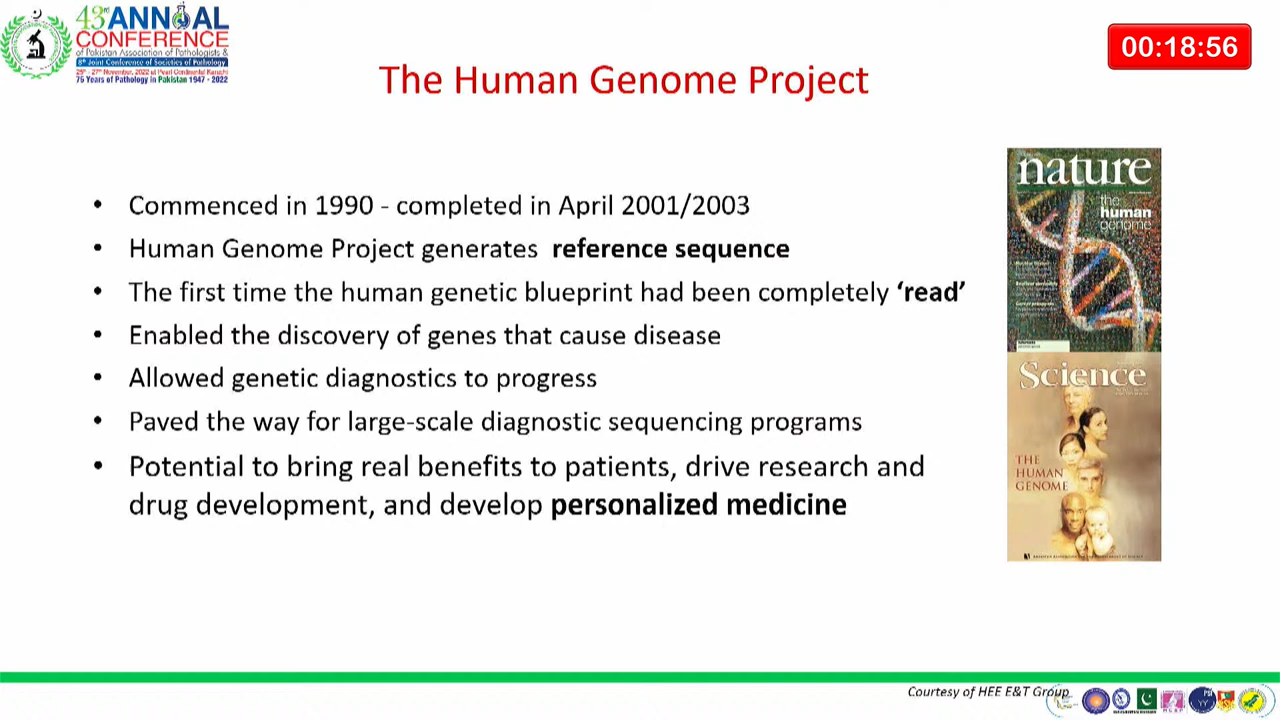 43rd ANNUAL
CONFERENCE
of Pakistan Association of Pathologists &
8th Joint Conference of Societies of Pathology
25th - 27th November, 2022 at Pearl Continental Karachi
75 Years of Pathology in Pakistan 1947 - 2022
00:18:56
The Human Genome Project
• Commenced in 1990 - completed in April 2001/2003
• Human Genome Project generates reference sequence
• The first time the human genetic blueprint had been completely ‘read’
• Enabled the discovery of genes that cause disease
• Allowed genetic diagnostics to progress
• Paved the way for large-scale diagnostic sequencing programs
• Potential to bring real benefits to patients, drive research and
drug development, and develop personalized medicine
nature
the
human
genome
Science
THE
HUMAN
GENOME
Courtesy of HEE E&T Group